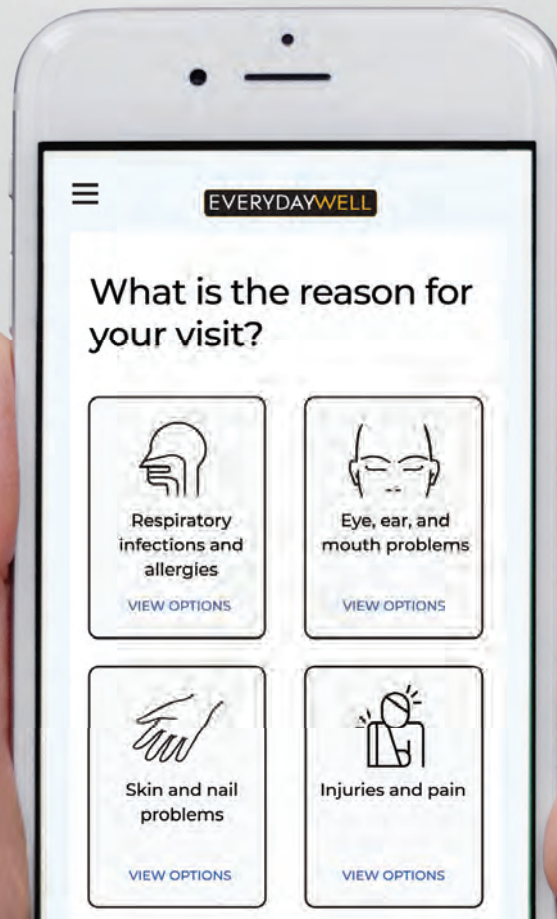 EVERYDAYWELL
What is the reason for
your visit?
Respiratory
infections and
allergies
VIEW OPTIONS
Eye, ear, and
mouth problems
VIEW OPTIONS
Skin and nail
problems
VIEW OPTIONS
Injuries and pain
VIEW OPTIONS